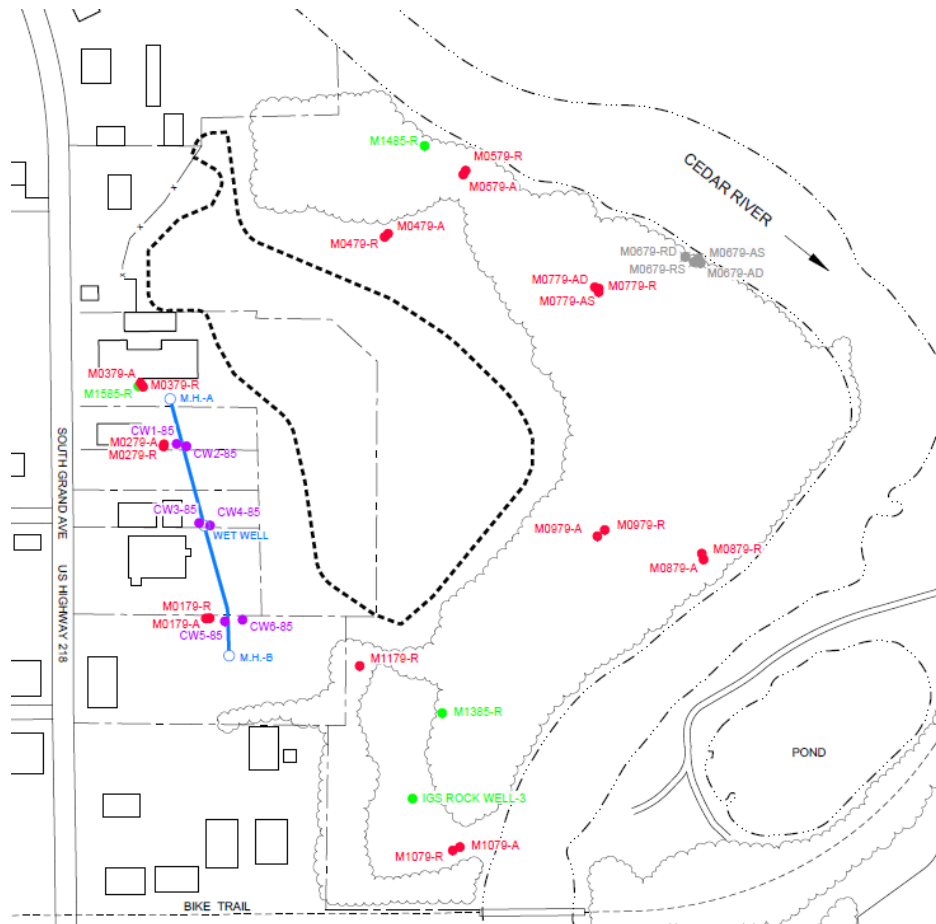 M1485-R
M0579-R
M0579-A
CEDAR RIVER
M0479-A
M0479-R
M0679-RD
M0679-AS
M0679-RS
M0679-AD
M0779-AD
M0779-R
M0779-AS
M0379-A
M0379-R
M1585-R
M.H.-A
CW1-85
M0279-A
M0279-R
CW2-85
SOUTH GRAND AVE
US HIGHWAY 218
CW3-85
CW4-85
WET WELL
M0979-R
M0979-A
M0879-R
M0879-A
M0179-R
M0179-A
CW5-85
CW6-85
M.H.-B
M1179-R
M1385-R
POND
IGS ROCK WELL-3
M1079-A
M1079-R
BIKE TRAIL